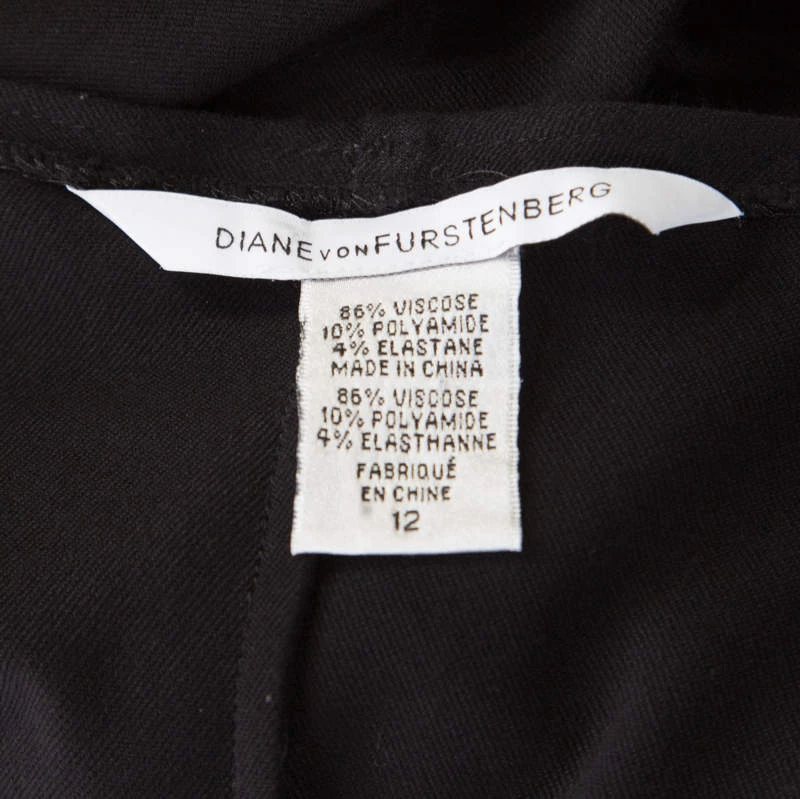 DIANE VON FURSTENBERG
86% VISCOSE
10% POLYAMIDE
4% ELASTANE
MADE IN CHINA
86% VISCOSE
10% POLYAMIDE
4% ELASTHANNE
FABRIQUÉ
EN CHINE
12